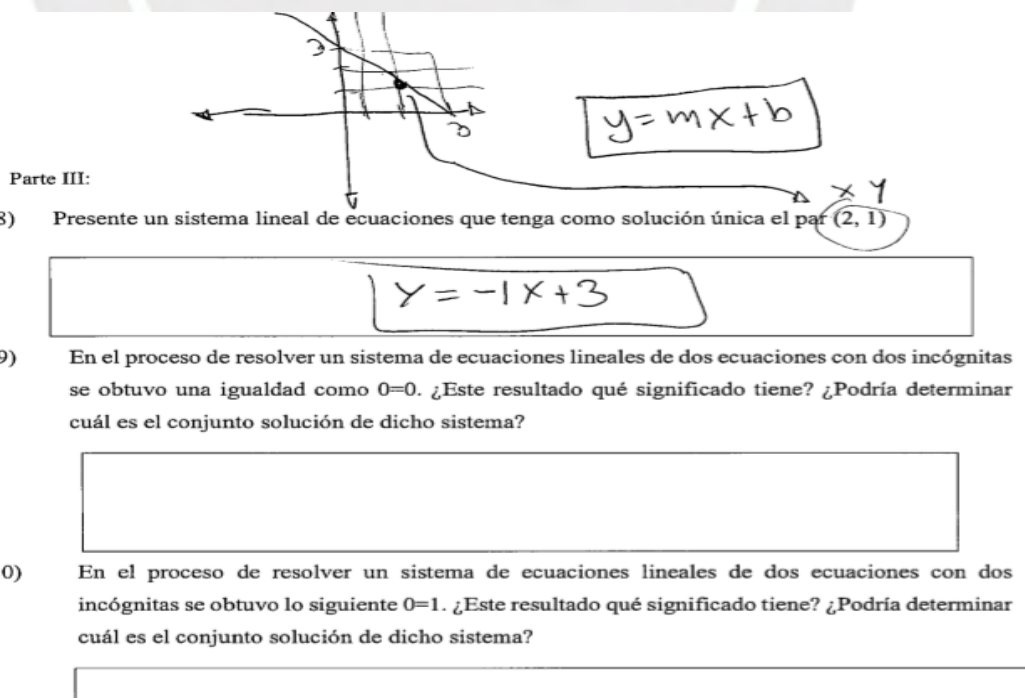 3
3
y=mx+b
Parte III:
x y
8) Presente un sistema lineal de ecuaciones que tenga como solución única el par (2, 1)
y = -1x+3
9) En el proceso de resolver un sistema de ecuaciones lineales de dos ecuaciones con dos incógnitas
se obtuvo una igualdad como 0=0. ¿Este resultado qué significado tiene? ¿Podría determinar
cuál es el conjunto solución de dicho sistema?
0) En el proceso de resolver un sistema de ecuaciones lineales de dos ecuaciones con dos
incógnitas se obtuvo lo siguiente 0=1. ¿Este resultado qué significado tiene? ¿Podría determinar
cuál es el conjunto solución de dicho sistema?